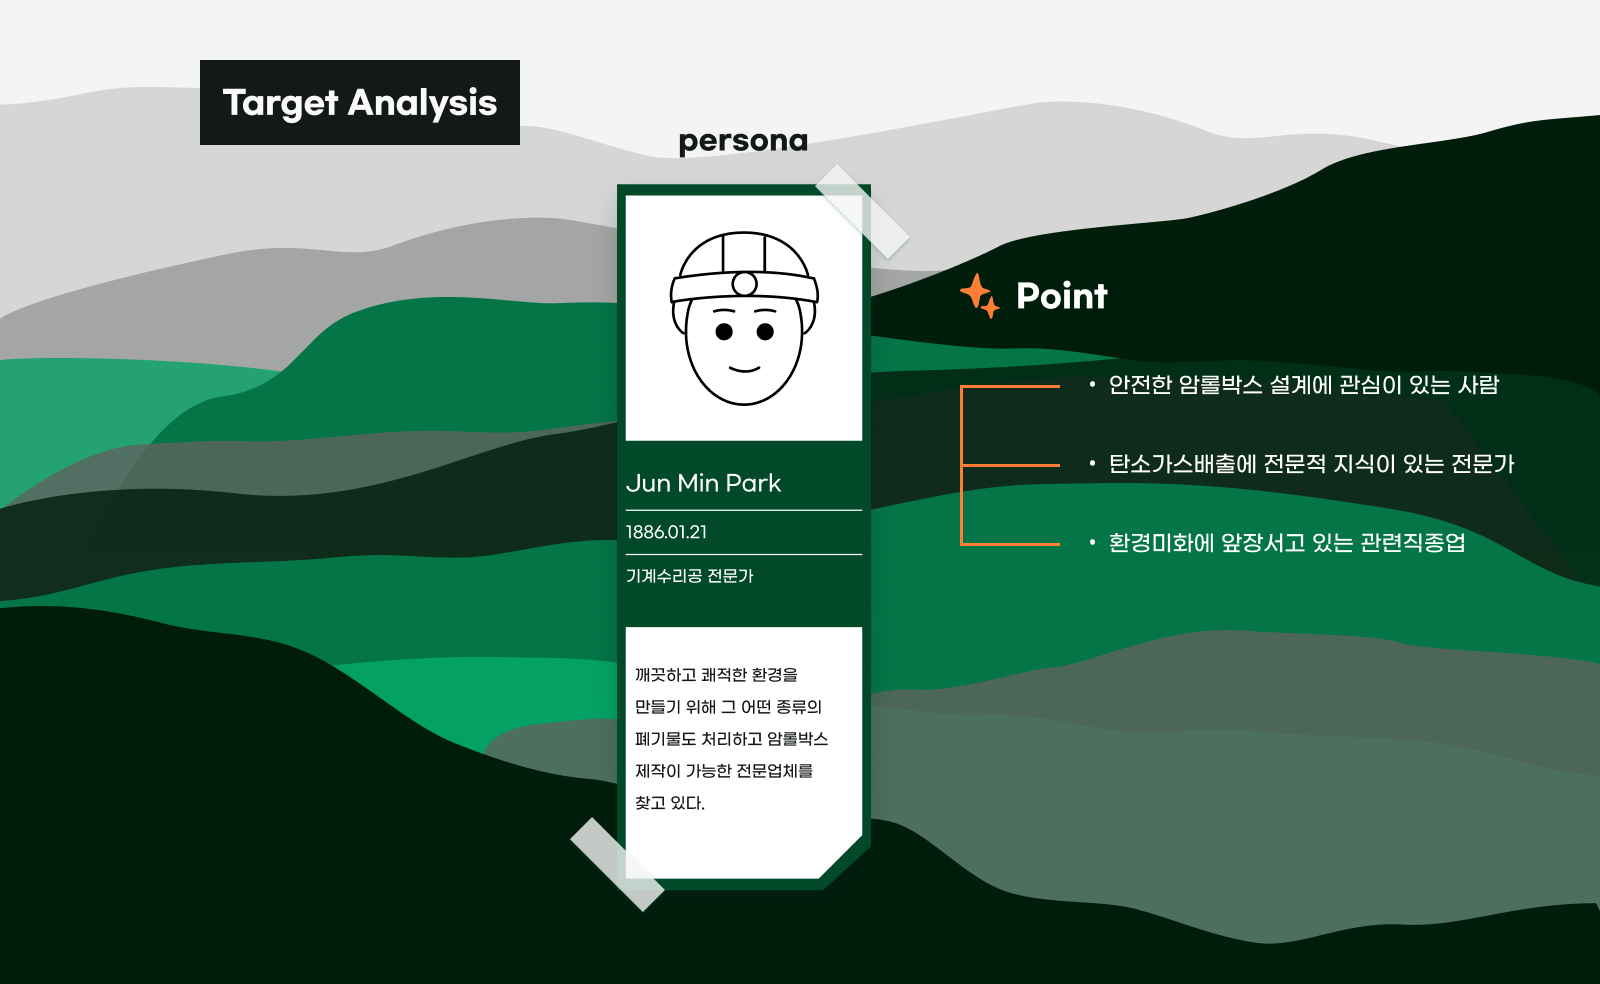 Target Analysis
persona
Jun Min Park
1886.01.21
기계수리공 전문가
깨끗하고 쾌적한 환경을
만들기 위해 그 어떤 종류의
폐기물도 처리하고 암롤박스
제작이 가능한 전문업체를
찾고 있다.
Point
• 안전한 암롤박스 설계에 관심이 있는 사람
• 탄소가스배출에 전문적 지식이 있는 전문가
• 환경미화에 앞장서고 있는 관련직종업